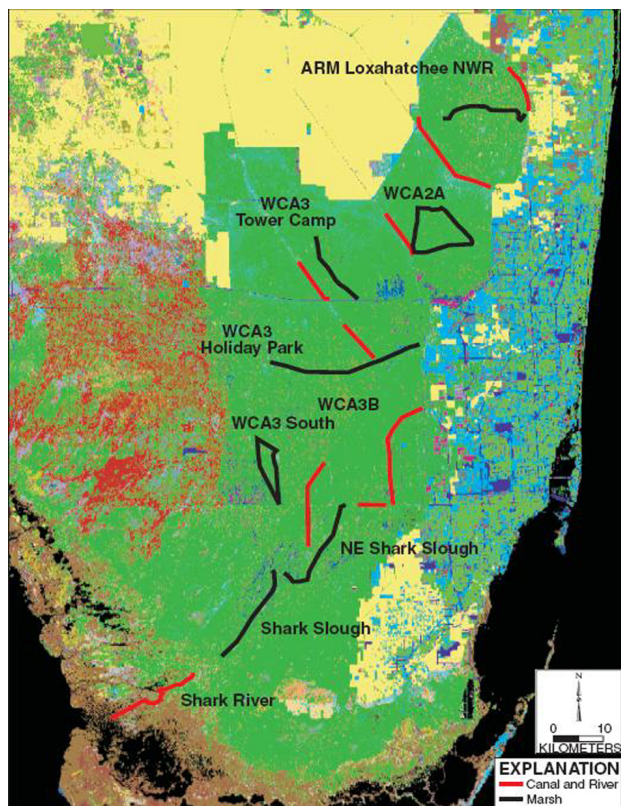 ARM Loxahatchee NWR
WCA2A
WCA3
Tower Camp
WCA3
Holiday Park
WCA3B
WCA3 South
NE Shark Slough
Shark Slough
Shark River
N
0 10
KILOMETERS
EXPLANATION
Canal and River
Marsh